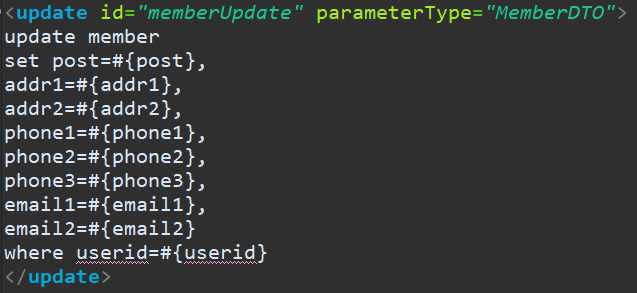 <update id="memberUpdate" parameterType="MemberDTO">
update member
set post=#{post},
addr1=#{addr1},
addr2=#{addr2},
phone1=#{phone1},
phone2=#{phone2},
phone3=#{phone3},
email1=#{email1},
email2=#{email2}
where userid=#{userid}
</update>